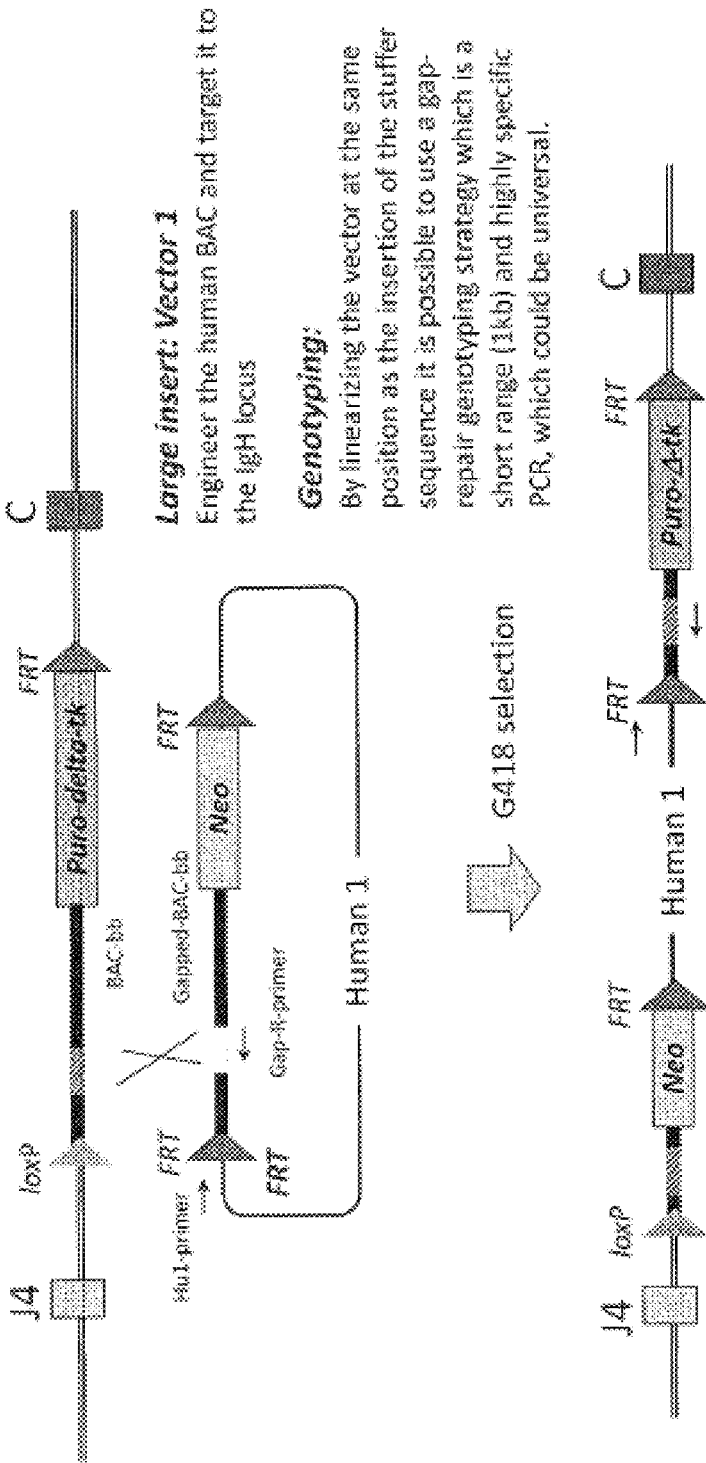 J4
loxP
Puro-delta-tk
FRT
C
BAC-bb
Large insert: Vector 1
Engineer the human BAC and target it to
the IgH locus
Hu1-primer
FRT
FRT
Gapped-BAC-bb
Neo
FRT
Gap-R-primer
Human 1
Genotyping:
By linearizing the vector at the same
position as the insertion of the stuffer
sequence it is possible to use a gap-
repair genotyping strategy which is a
short range (1kb) and highly specific
PCR, which could be universal.
G418 selection
J4
loxP
Neo
FRT
Human 1
FRT
Puro-Δ-tk
FRT
C